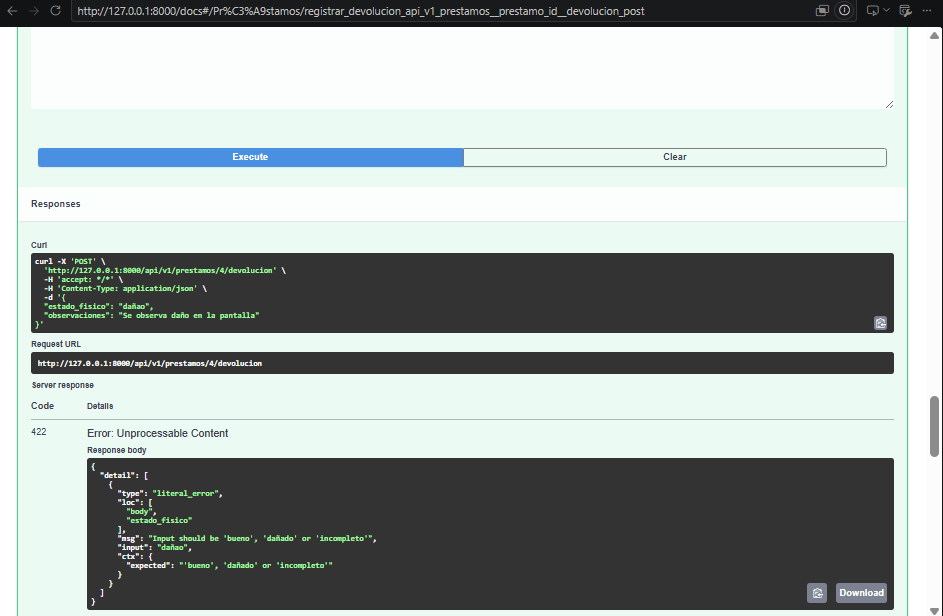 http://127.0.0.1:8000/docs#/Pr%C3%A9stamos/registrar_devolucion_api_v1_prestamos__prestamo_id__devolucion_post
Execute
Clear
Responses
Curl
curl -X 'POST' \
  'http://127.0.0.1:8000/api/v1/prestamos/4/devolucion' \
  -H 'accept: */*' \
  -H 'Content-Type: application/json' \
  -d '{
  "estado_fisico": "dañao",
  "observaciones": "Se observa daño en la pantalla"
}'
Request URL
http://127.0.0.1:8000/api/v1/prestamos/4/devolucion
Server response
Code
Details
422
Error: Unprocessable Content
Response body
{
  "detail": [
    {
      "type": "literal_error",
      "loc": [
        "body",
        "estado_fisico"
      ],
      "msg": "Input should be 'bueno', 'dañado' or 'incompleto'",
      "input": "dañao",
      "ctx": {
        "expected": "'bueno', 'dañado' or 'incompleto'"
      }
    }
  ]
}
Download